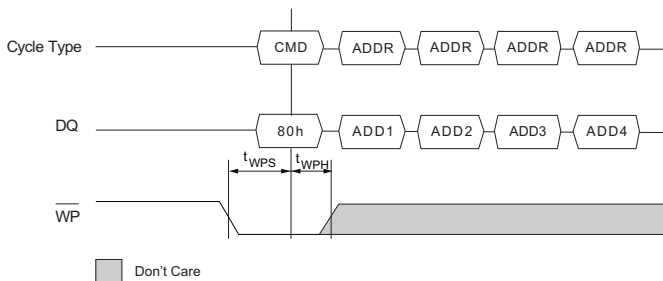 Cycle Type CMD ADDR ADDR ADDR ADDR
DQ 80h ADD1 ADD2 ADD3 ADD4
tWPS tWPH
WP
Don't Care